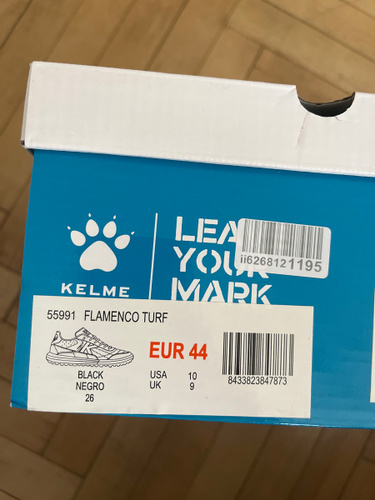 LEA
YOUR
MARK
ii6268121195
KELME
55991 FLAMENCO TURF
EUR 44
BLACK
NEGRO
26
USA 10
UK 9
8433823847873